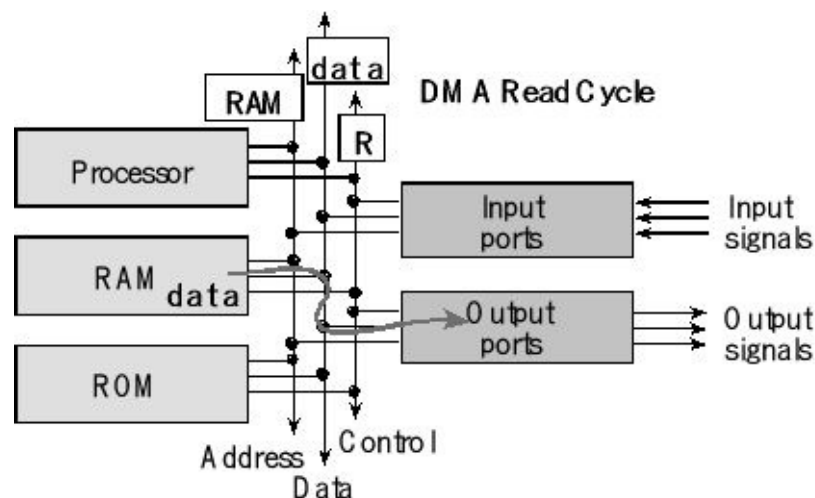 data
RAM
DMA Read Cycle
R
Processor
Input
ports
Input
signals
RAM
data
Output
ports
Output
signals
ROM
Control
Address
Data